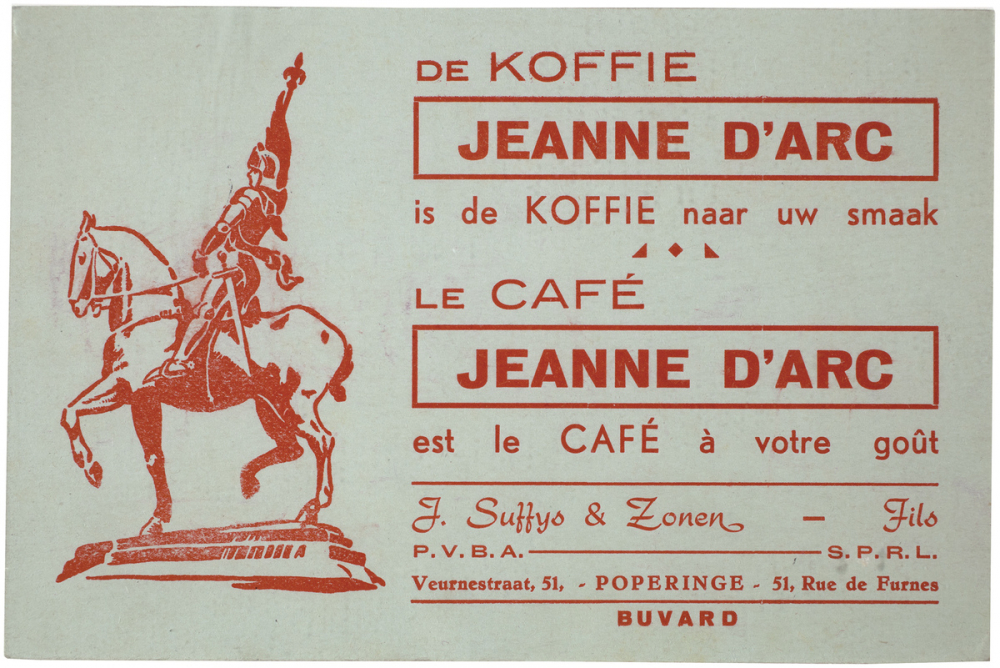 DE KOFFIE
JEANNE D'ARC
is de KOFFIE naar uw smaak
LE CAFÉ
JEANNE D'ARC
est le CAFÉ à votre goût
J. Suffys & Zonen — Fils
P.V.B.A. — S.P.R.L.
Veurnestraat, 51, - POPERINGE - 51, Rue de Furnes
BUVARD